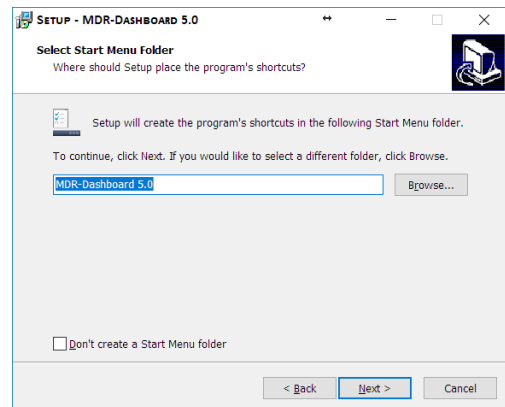 SETUP - MDR-DASHBOARD 5.0
Select Start Menu Folder
Where should Setup place the program's shortcuts?
Setup will create the program's shortcuts in the following Start Menu folder.
To continue, click Next. If you would like to select a different folder, click Browse.
MDR-Dashboard 5.0
Browse...
Don't create a Start Menu folder
< Back
Next >
Cancel